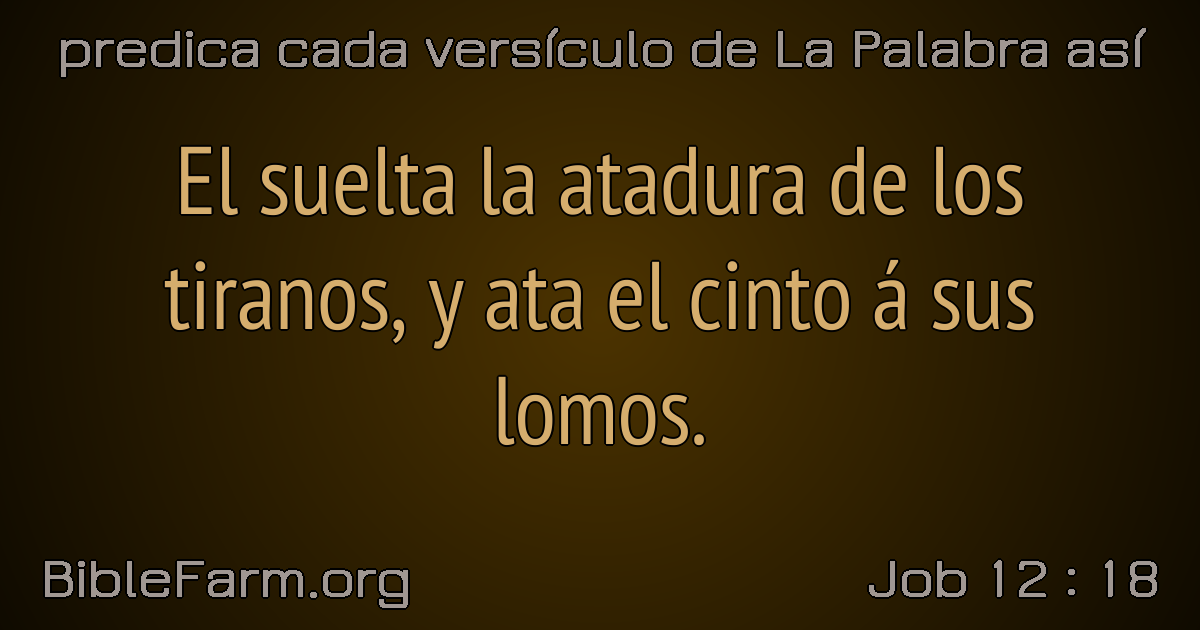 predica cada versículo de La Palabra así
El suelta la atadura de los
tiranos, y ata el cinto á sus
lomos.
BibleFarm.org
Job 12 : 18